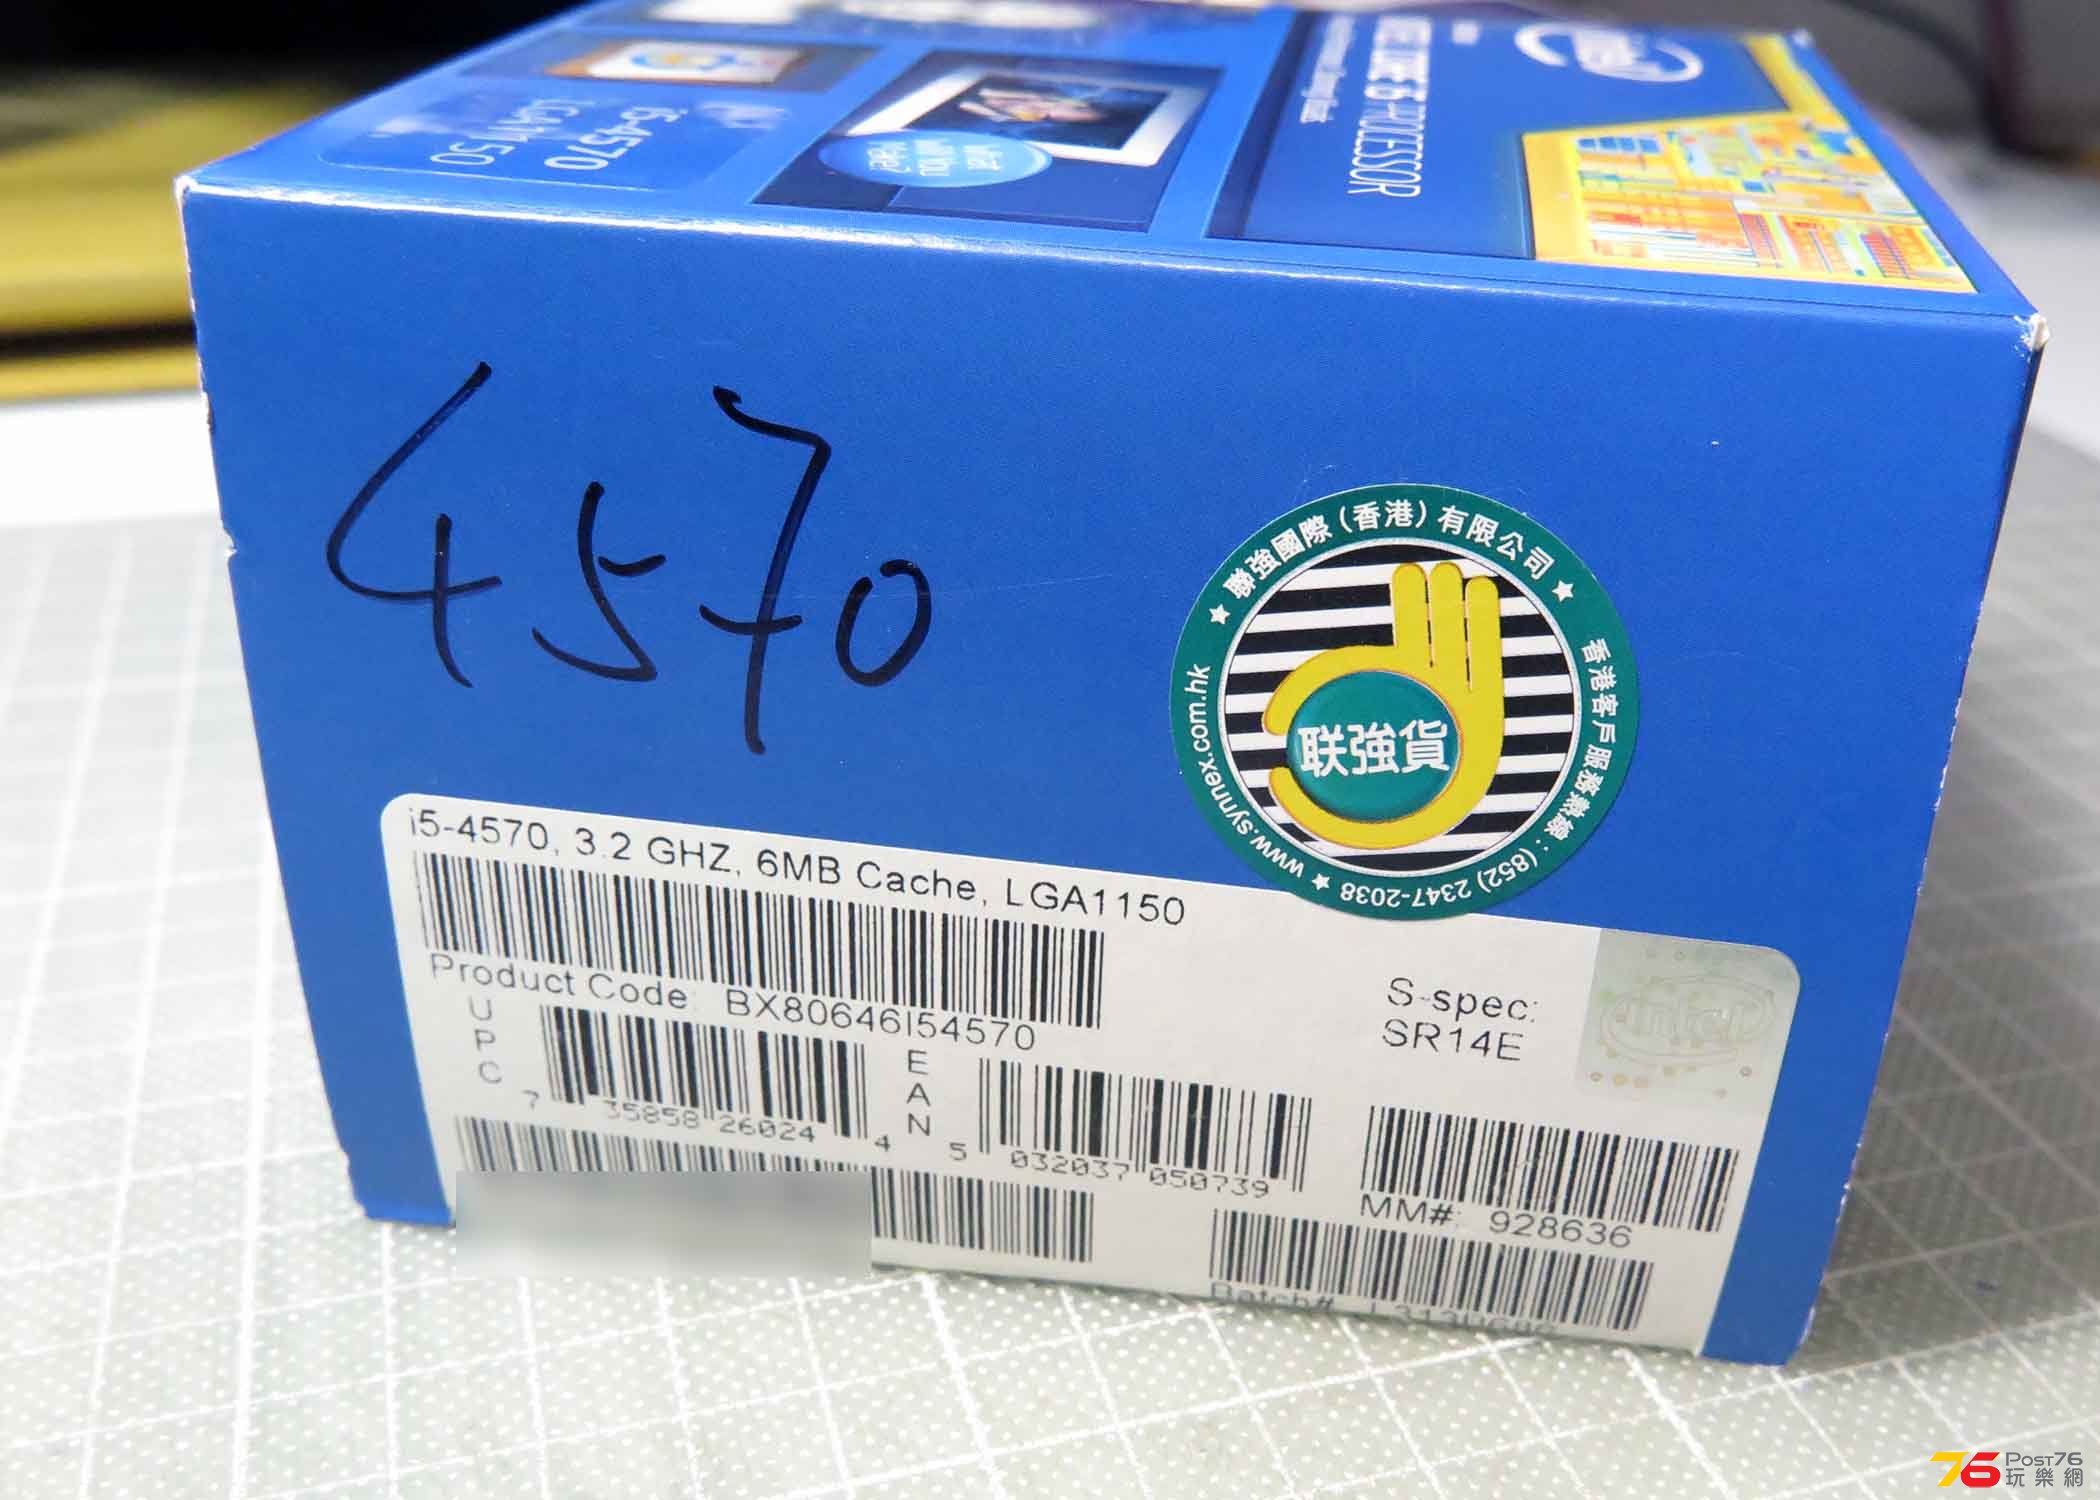 i5-4570
LGA1150
intel
PROCESSOR
4570
聯強國際（香港）有限公司
香港客戶服務熱線：(852) 2347-2038
www.synnex.com.hk
联強貨
i5-4570, 3.2 GHZ, 6MB Cache, LGA1150
Product Code: BX80646I54570
S-spec:
SR14E
intel
UPC
7 35858 26024 4
EAN
5 032037 050739
MM#: 928636
Batch#
Post76
玩樂網